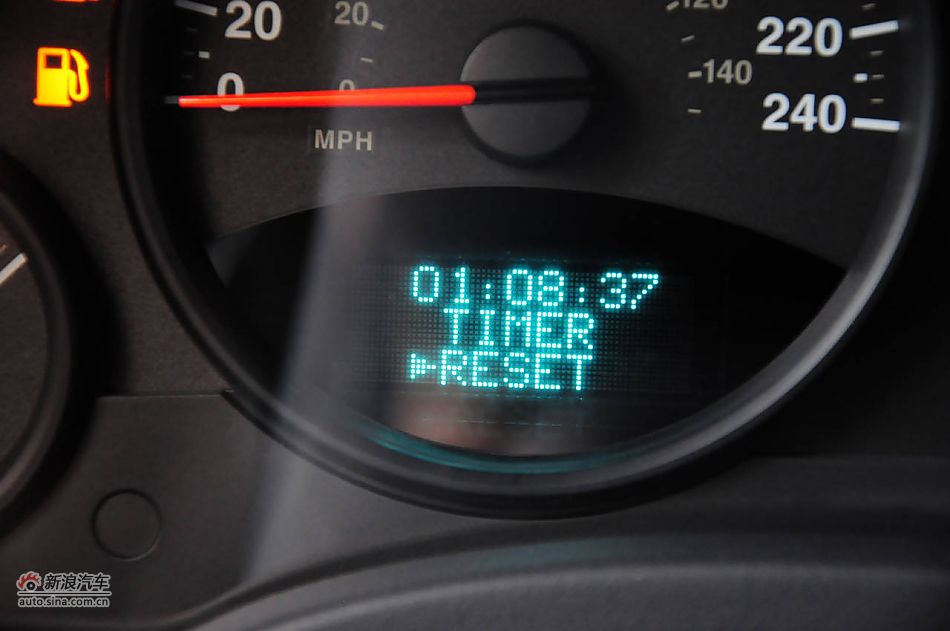 20 20 120 220
0 0 140 240
MPH
01:08:37
TIMER
RESET
新浪汽车
auto.sina.com.cn